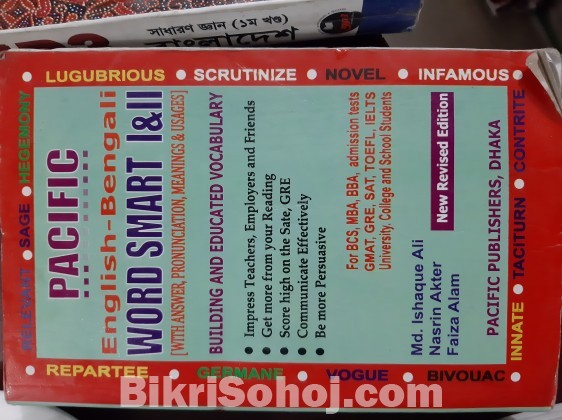 সাধারণ জ্ঞান (১ম খণ্ড)
বাংলাদেশ
LUGUBRIOUS • SCRUTINIZE • NOVEL • INFAMOUS
RELEVANT • SAGE • HEGEMONY
PACIFIC
English-Bengali
WORD SMART I&II
[WITH ANSWER, PRONUNCIATION, MEANINGS & USAGES]
BUILDING AND EDUCATED VOCABULARY
• Impress Teachers, Employers and Friends
• Get more from your Reading
• Score high on the Sate, GRE
• Communicate Effectively
• Be more Persuasive
For BCS, MBA, BBA, admission tests
GMAT, GRE, SAT, TOEFL, IELTS
University, College and School Students
Md. Ishaque Ali
Nasrin Akter
Faiza Alam
New Revised Edition
PACIFIC PUBLISHERS, DHAKA
INNATE • TACITURN • CONTRITE
REPARTEE • GERMANE • VOGUE • BIVOUAC
BikriSohoj.com